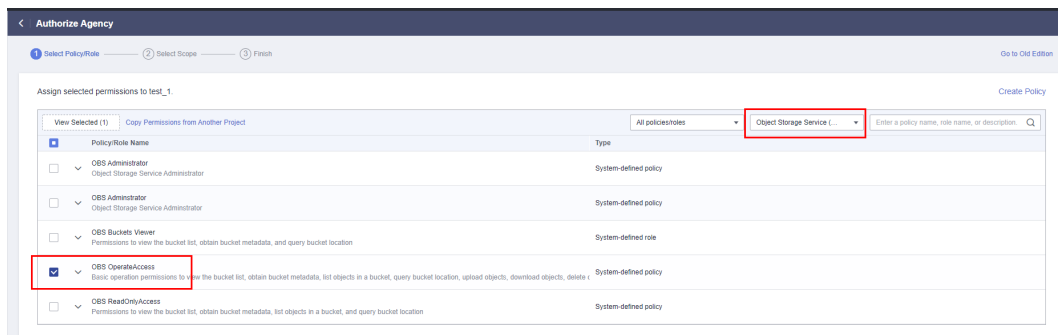 Authorize Agency
1 Select Policy/Role 2 Select Scope 3 Finish Go to Old Edition
Assign selected permissions to test_1. Create Policy
View Selected (1) Copy Permissions from Another Project All policies/roles Object Storage Service (... Enter a policy name, role name, or description.
Policy/Role Name Type
OBS Administrator
Object Storage Service Administrator
System-defined policy
OBS Adminstrator
Object Storage Service Adminstrator
System-defined policy
OBS Buckets Viewer
Permissions to view the bucket list, obtain bucket metadata, and query bucket location
System-defined role
OBS OperateAccess
Basic operation permissions to view the bucket list, obtain bucket metadata, list objects in a bucket, query bucket location, upload objects, download objects, delete
System-defined policy
OBS ReadOnlyAccess
Permissions to view the bucket list, obtain bucket metadata, list objects in a bucket, and query bucket location
System-defined policy